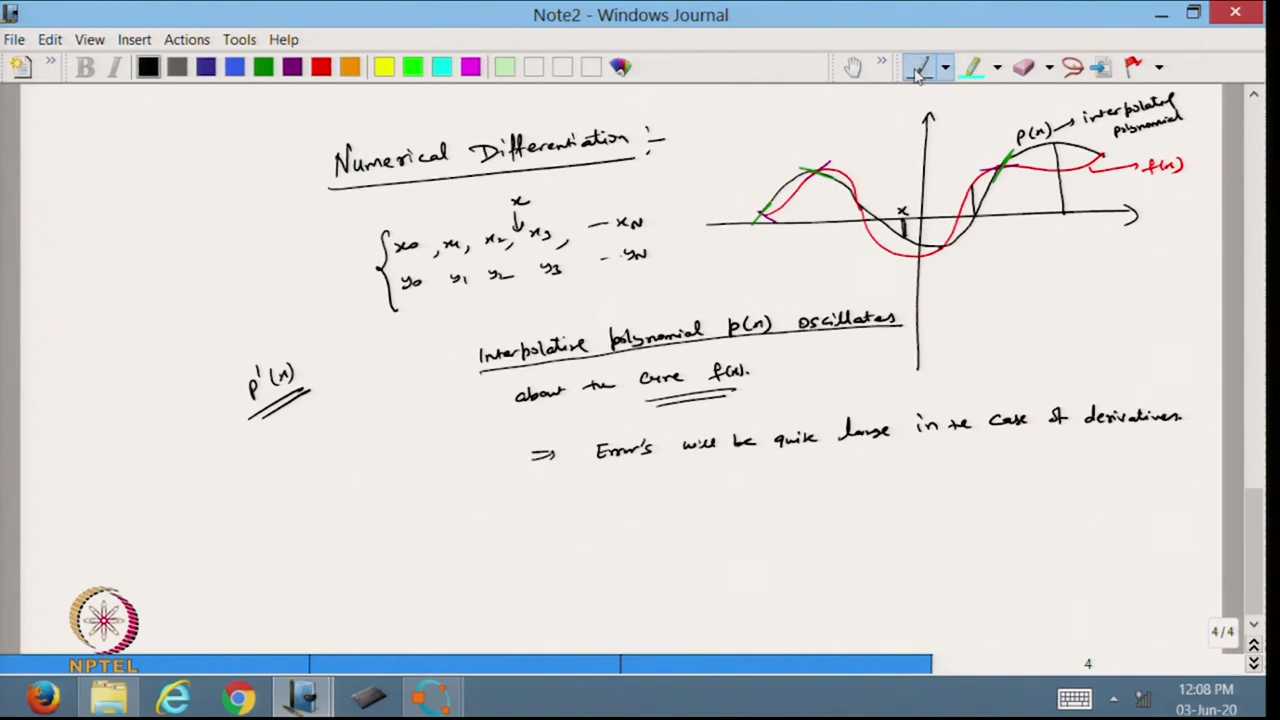 Note2 - Windows Journal
File Edit View Insert Actions Tools Help
B I
Numerical Differentiation :-
p(x) → interpolating polynomial
f(x)
x
x
x0, x1, x2, x3, — xN
y0 y1 y2 y3 -- yN
Interpolative polynomial p(x) oscillates
about the curve f(x).
p'(x)
⇒ Error's will be quite large in the case of derivatives.
NPTEL
4/4
4
12:08 PM
03-Jun-20